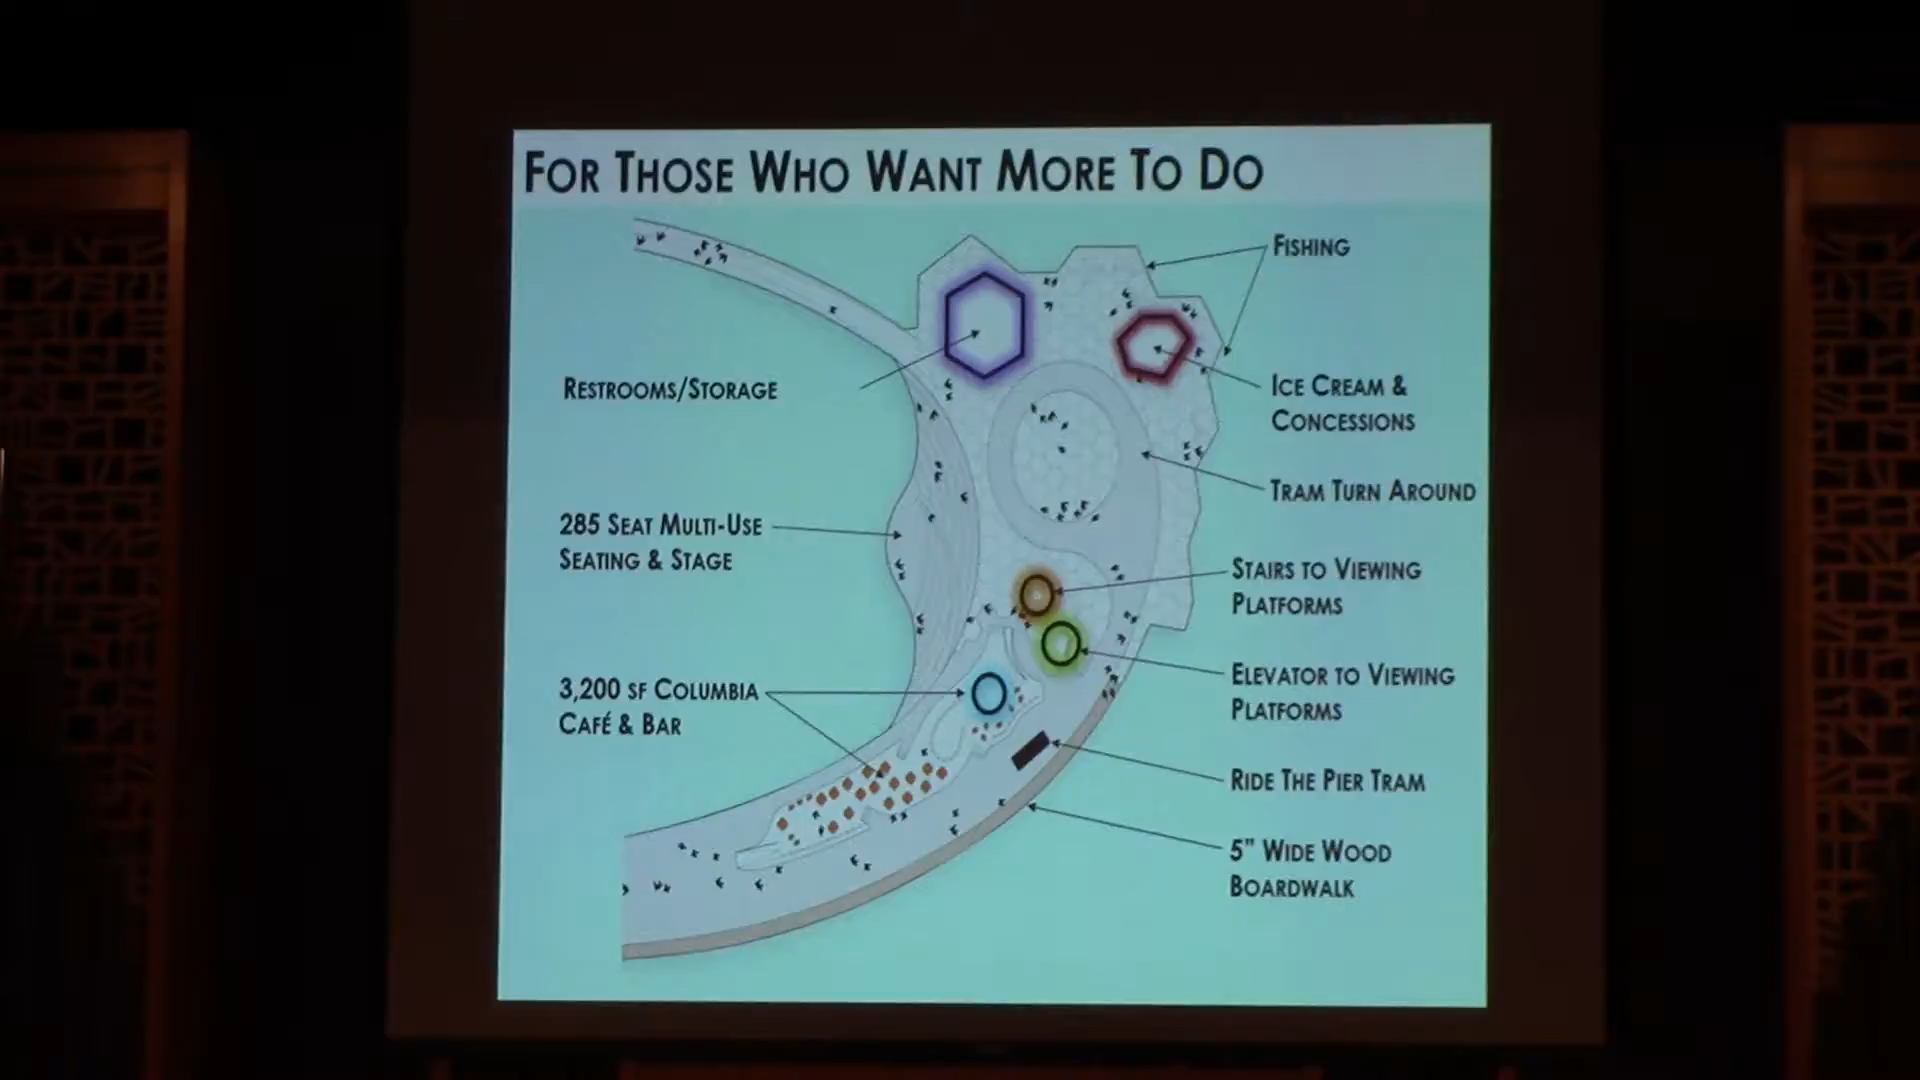 FOR THOSE WHO WANT MORE TO DO
FISHING
RESTROOMS/STORAGE
ICE CREAM &
CONCESSIONS
TRAM TURN AROUND
285 SEAT MULTI-USE
SEATING & STAGE
STAIRS TO VIEWING
PLATFORMS
3,200 SF COLUMBIA
CAFÉ & BAR
ELEVATOR TO VIEWING
PLATFORMS
RIDE THE PIER TRAM
5" WIDE WOOD
BOARDWALK